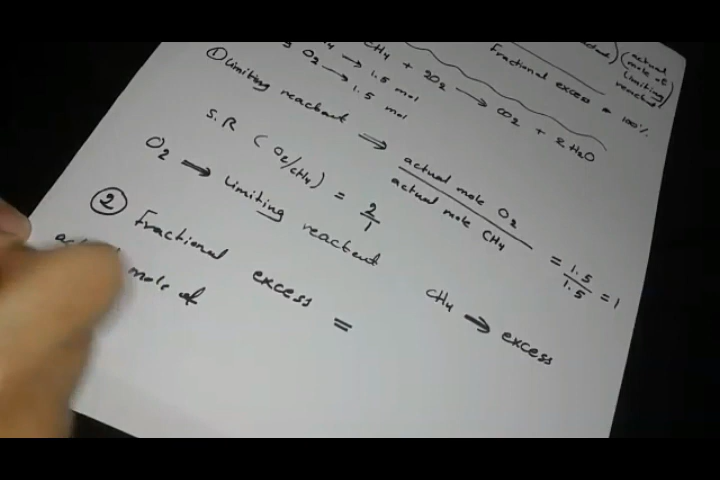 (actual
mole of
limiting
reactant)
Fractional excess = 100%
CH4 + 2O2 → CO2 + 2H2O
CH4 → 1.5 mol
O2 → 1.5 mol
① Limiting reactant ⇒ actual mole O2 / actual mole CH4 = 1.5/1.5 = 1
S.R (O2/CH4) = 2/1
O2 → Limiting reactant
CH4 → excess
② Fractional excess =
mole of